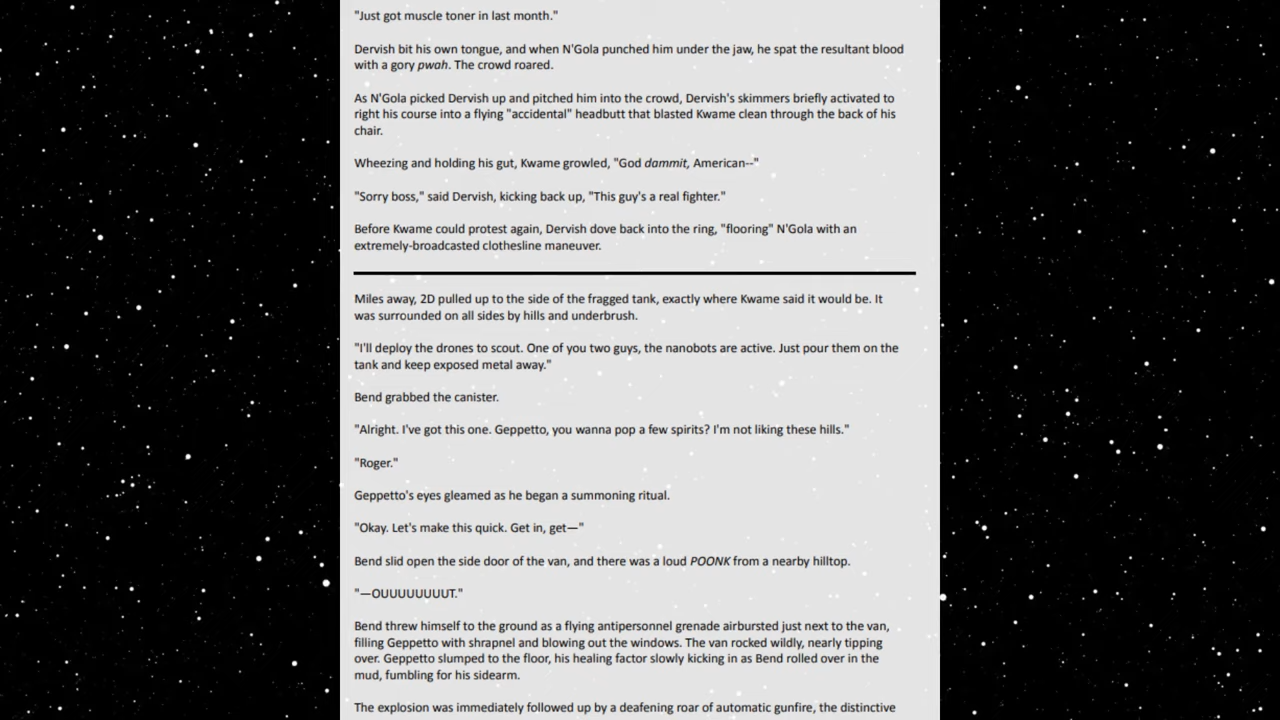 "Just got muscle toner in last month."
Dervish bit his own tongue, and when N'Gola punched him under the jaw, he spat the resultant blood
with a gory pwah. The crowd roared.
As N'Gola picked Dervish up and pitched him into the crowd, Dervish's skimmers briefly activated to
right his course into a flying "accidental" headbutt that blasted Kwame clean through the back of his
chair.
Wheezing and holding his gut, Kwame growled, "God dammit, American--"
"Sorry boss," said Dervish, kicking back up, "This guy's a real fighter."
Before Kwame could protest again, Dervish dove back into the ring, "flooring" N'Gola with an
extremely-broadcasted clothesline maneuver.
Miles away, 2D pulled up to the side of the fragged tank, exactly where Kwame said it would be. It
was surrounded on all sides by hills and underbrush.
"I'll deploy the drones to scout. One of you two guys, the nanobots are active. Just pour them on the
tank and keep exposed metal away."
Bend grabbed the canister.
"Alright. I've got this one. Geppetto, you wanna pop a few spirits? I'm not liking these hills."
"Roger."
Geppetto's eyes gleamed as he began a summoning ritual.
"Okay. Let's make this quick. Get in, get—"
Bend slid open the side door of the van, and there was a loud POONK from a nearby hilltop.
"—OUUUUUUUUT."
Bend threw himself to the ground as a flying antipersonnel grenade airbursted just next to the van,
filling Geppetto with shrapnel and blowing out the windows. The van rocked wildly, nearly tipping
over. Geppetto slumped to the floor, his healing factor slowly kicking in as Bend rolled over in the
mud, fumbling for his sidearm.
The explosion was immediately followed up by a deafening roar of automatic gunfire, the distinctive